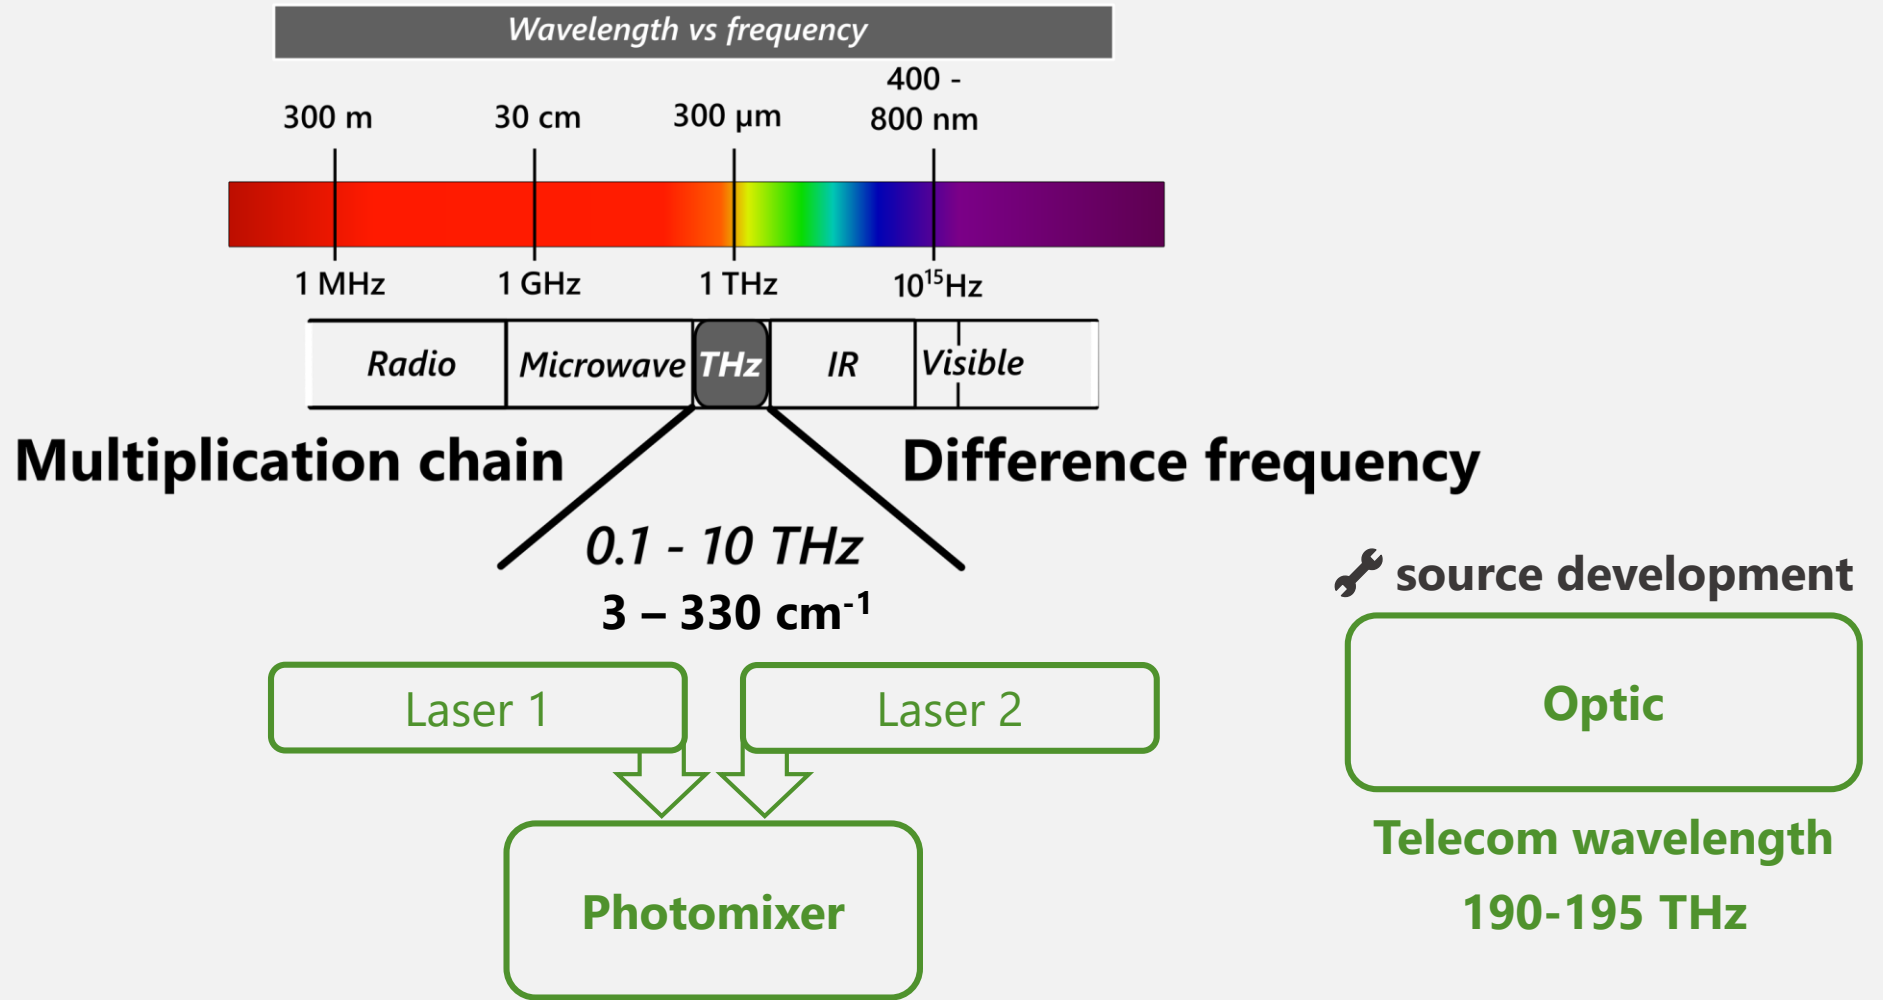 Wavelength vs frequency
300 m
30 cm
300 µm
400 -
800 nm
1 MHz
1 GHz
1 THz
10¹⁵Hz
Radio
Microwave
THz
IR
Visible
Multiplication chain
Difference frequency
0.1 - 10 THz
3 – 330 cm⁻¹
source development
Laser 1
Laser 2
Optic
Photomixer
Telecom wavelength
190-195 THz